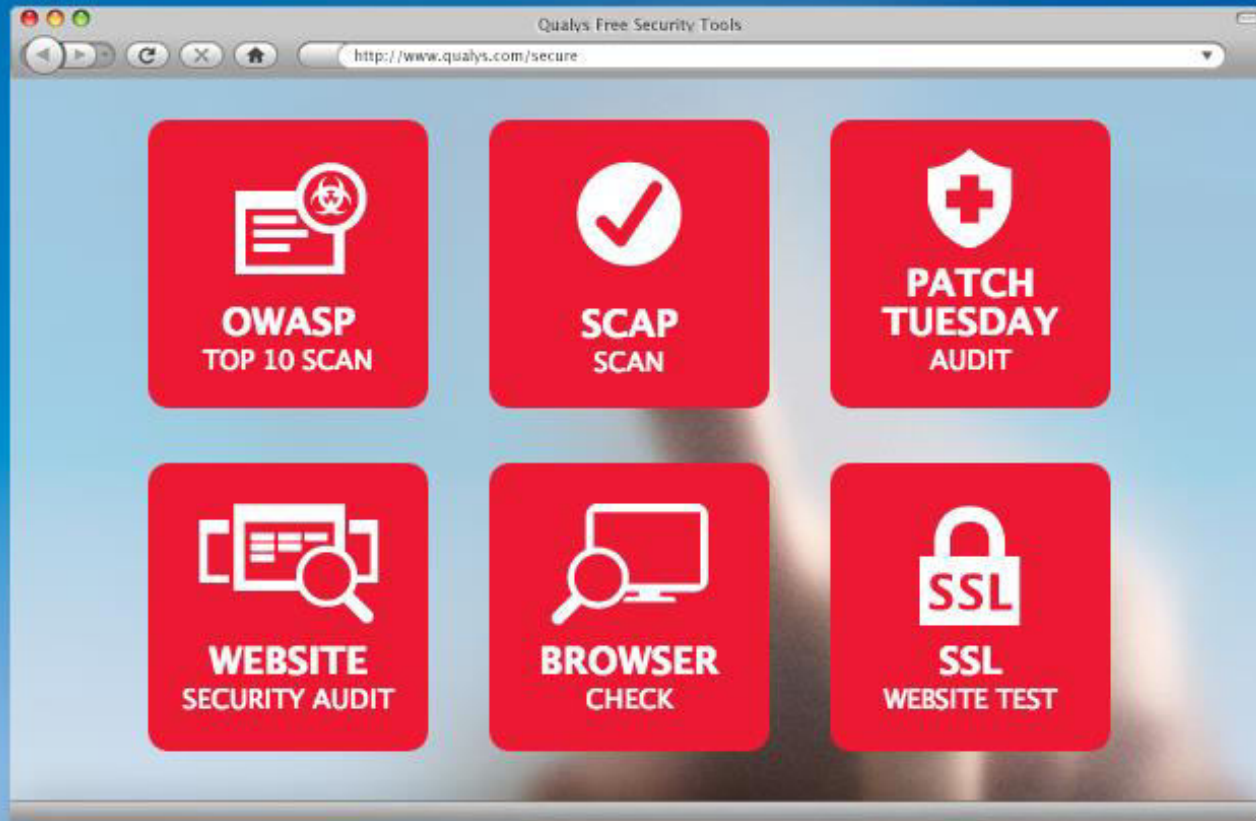 Qualys Free Security Tools
http://www.qualys.com/secure
OWASP
TOP 10 SCAN
SCAP
SCAN
PATCH
TUESDAY
AUDIT
WEBSITE
SECURITY AUDIT
BROWSER
CHECK
SSL
SSL
WEBSITE TEST